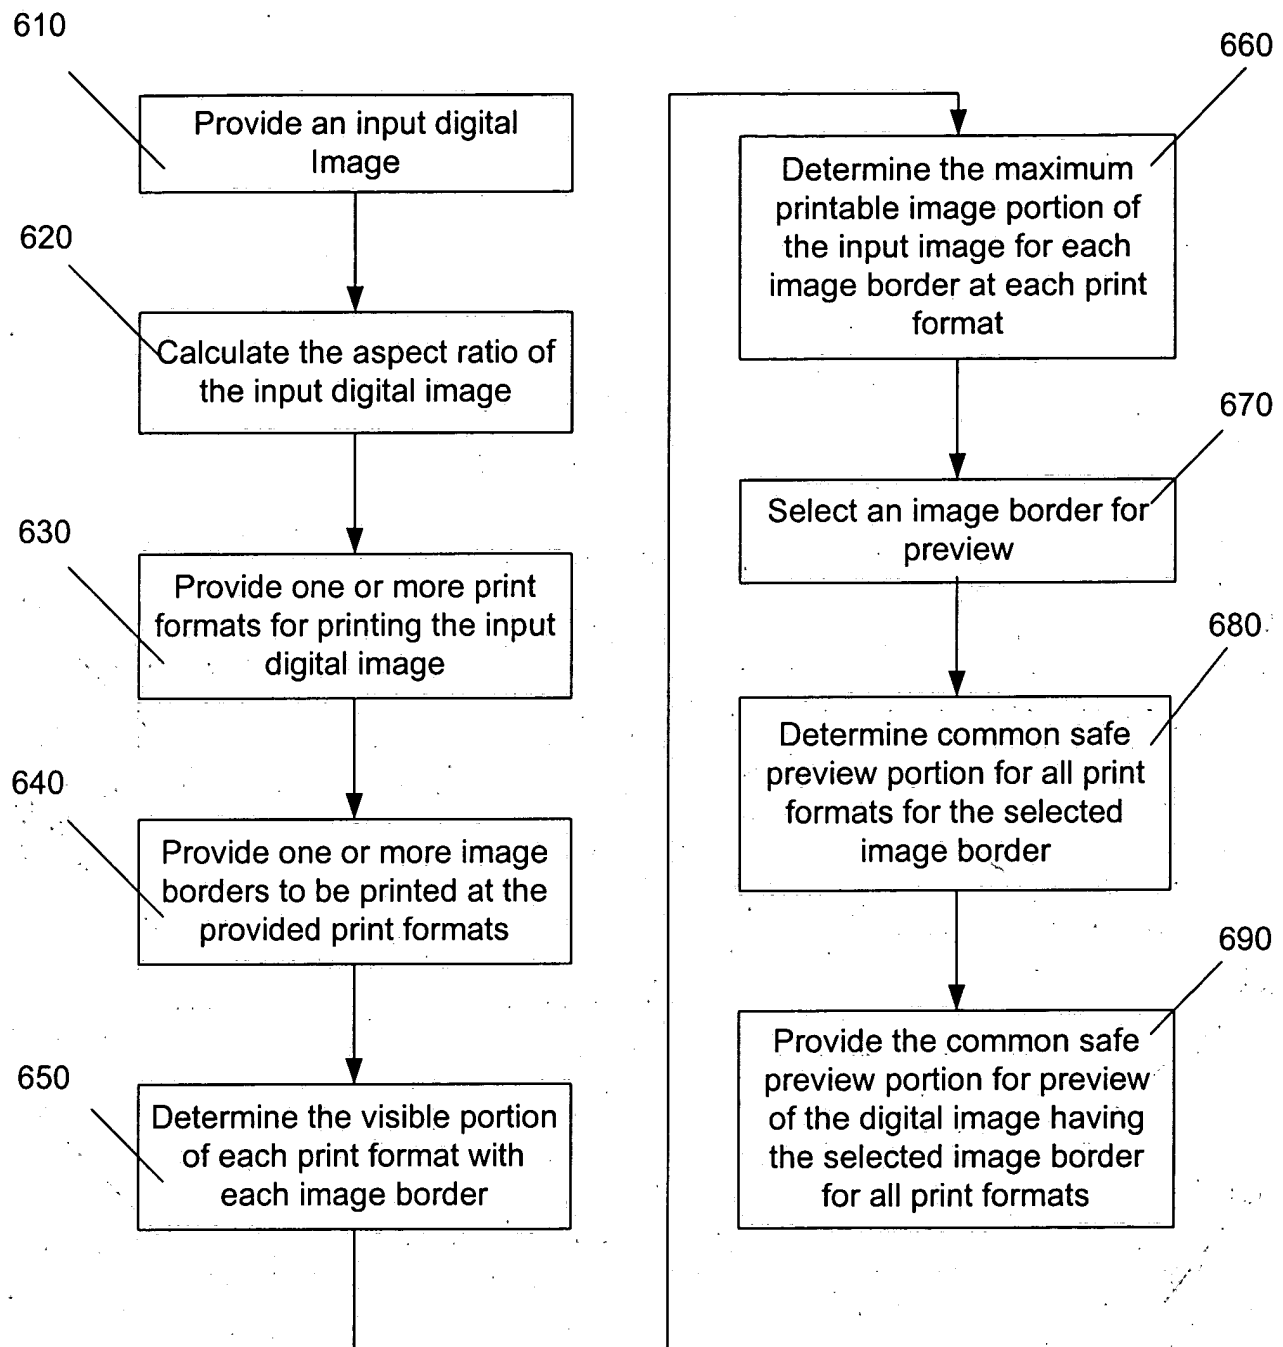 610
Provide an input digital
Image
620
Calculate the aspect ratio of
the input digital image
630
Provide one or more print
formats for printing the input
digital image
640
Provide one or more image
borders to be printed at the
provided print formats
650
Determine the visible portion
of each print format with
each image border
660
Determine the maximum
printable image portion of
the input image for each
image border at each print
format
670
Select an image border for
preview
680
Determine common safe
preview portion for all print
formats for the selected
image border
690
Provide the common safe
preview portion for preview
of the digital image having
the selected image border
for all print formats